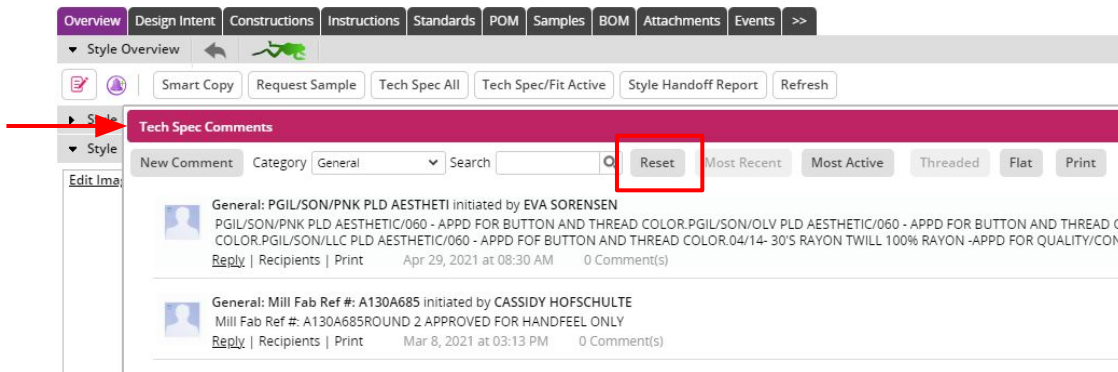 Overview Design Intent Constructions Instructions Standards POM Samples BOM Attachments Events >>
Style Overview
Smart Copy Request Sample Tech Spec All Tech Spec/Fit Active Style Handoff Report Refresh
Style
Tech Spec Comments
Style
New Comment Category General Search Reset Most Recent Most Active Threaded Flat Print
Edit Ima
General: PGIL/SON/PNK PLD AESTHETI initiated by EVA SORENSEN
PGIL/SON/PNK PLD AESTHETIC/060 - APPD FOR BUTTON AND THREAD COLOR.PGIL/SON/OLV PLD AESTHETIC/060 - APPD FOR BUTTON AND THREAD
COLOR.PGIL/SON/LLC PLD AESTHETIC/060 - APPD FOF BUTTON AND THREAD COLOR.04/14- 30'S RAYON TWILL 100% RAYON -APPD FOR QUALITY/CON
Reply | Recipients | Print Apr 29, 2021 at 08:30 AM 0 Comment(s)
General: Mill Fab Ref #: A130A685 initiated by CASSIDY HOFSCHULTE
Mill Fab Ref #: A130A685ROUND 2 APPROVED FOR HANDFEEL ONLY
Reply | Recipients | Print Mar 8, 2021 at 03:13 PM 0 Comment(s)